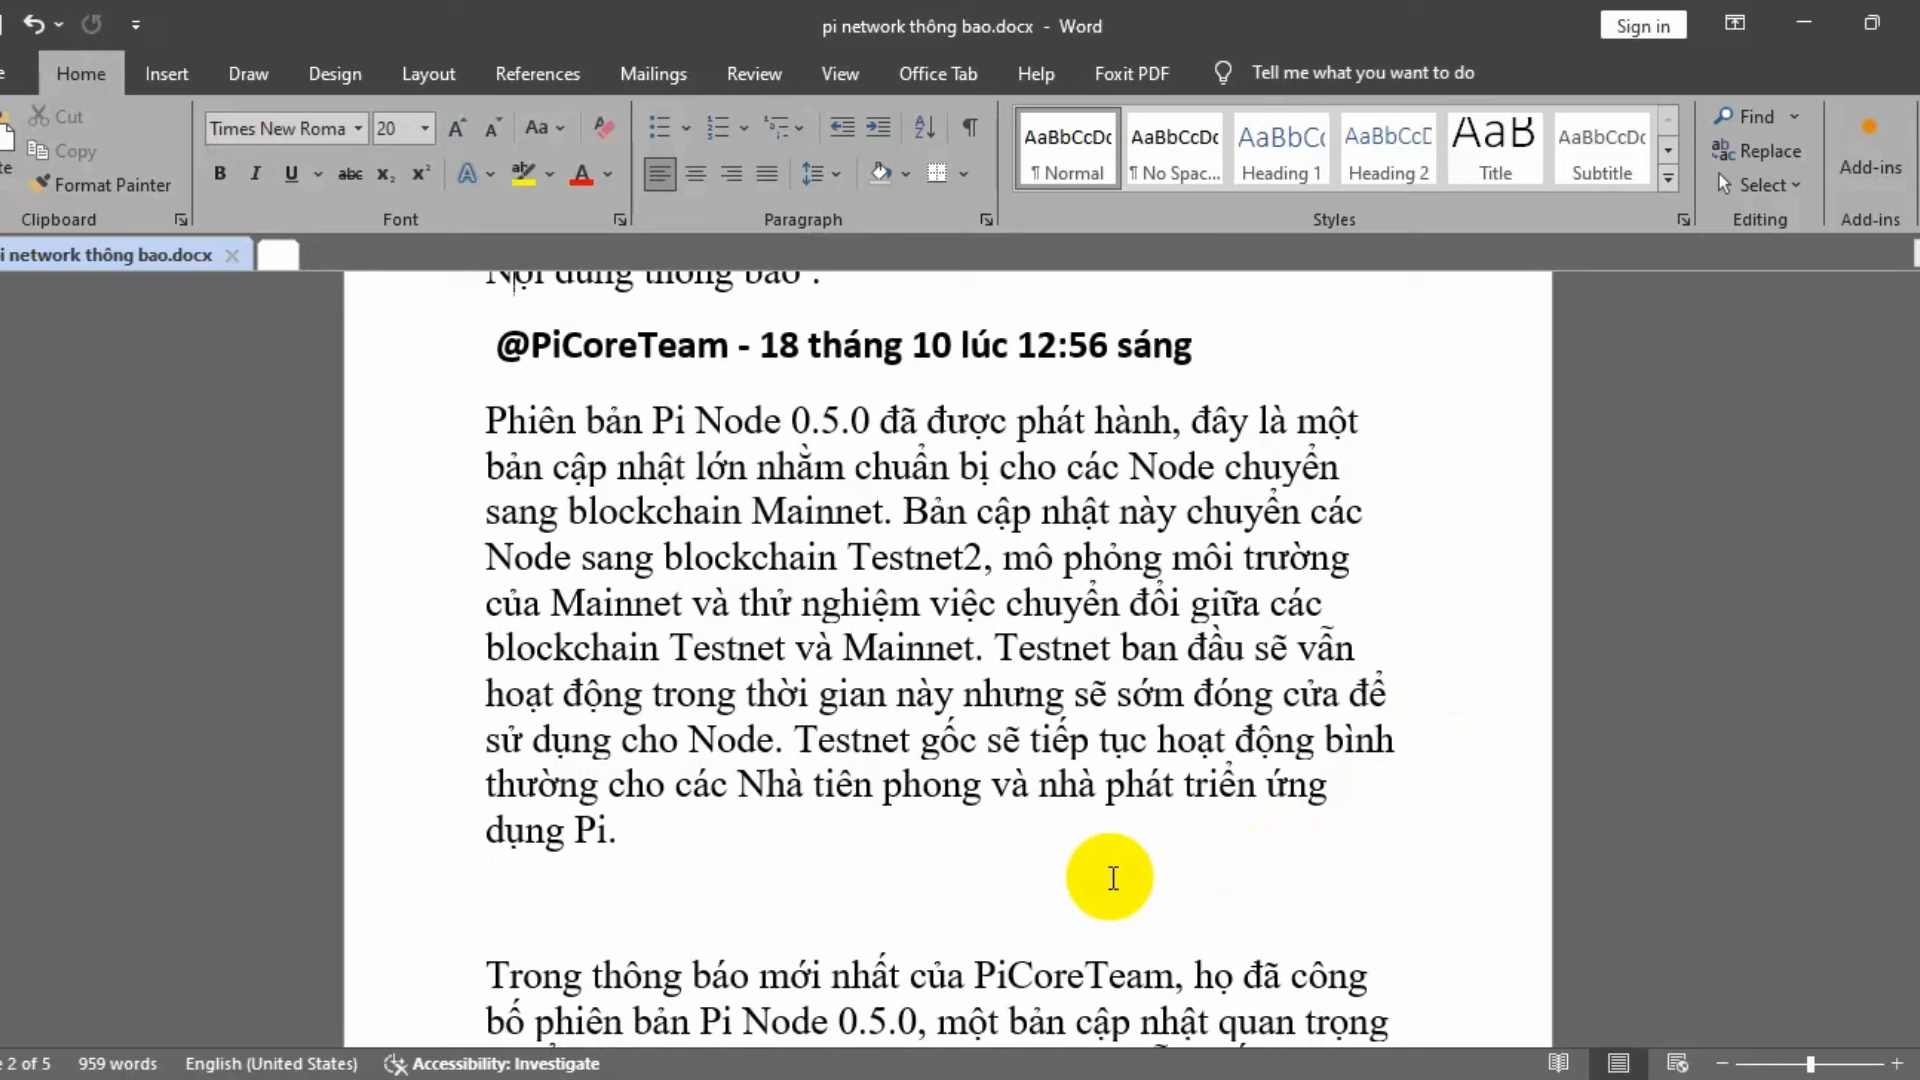 pi network thông bao.docx - Word
Sign in
Home Insert Draw Design Layout References Mailings Review View Office Tab Help Foxit PDF Tell me what you want to do
Cut
Copy
Format Painter
Clipboard
Times New Roma 20
Font
Paragraph
AaBbCcDc AaBbCcDc AaBbCc AaBbCcD AaB AaBbCcDc
¶ Normal ¶ No Spac... Heading 1 Heading 2 Title Subtitle
Styles
Find
Replace
Select
Editing
Add-ins
Add-ins
i network thông bao.docx
Nội dung thông báo :
@PiCoreTeam - 18 tháng 10 lúc 12:56 sáng
Phiên bản Pi Node 0.5.0 đã được phát hành, đây là một
bản cập nhật lớn nhằm chuẩn bị cho các Node chuyển
sang blockchain Mainnet. Bản cập nhật này chuyển các
Node sang blockchain Testnet2, mô phỏng môi trường
của Mainnet và thử nghiệm việc chuyển đổi giữa các
blockchain Testnet và Mainnet. Testnet ban đầu sẽ vẫn
hoạt động trong thời gian này nhưng sẽ sớm đóng cửa để
sử dụng cho Node. Testnet gốc sẽ tiếp tục hoạt động bình
thường cho các Nhà tiên phong và nhà phát triển ứng
dụng Pi.
Trong thông báo mới nhất của PiCoreTeam, họ đã công
bố phiên bản Pi Node 0.5.0, một bản cập nhật quan trọng
2 of 5 959 words English (United States) Accessibility: Investigate